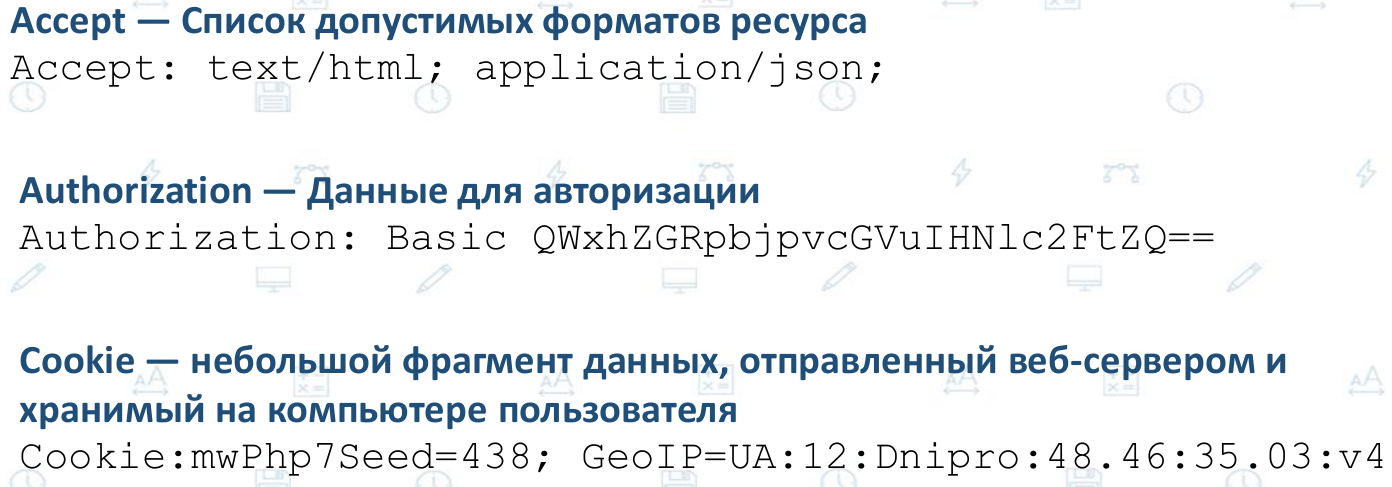 Accept — Список допустимых форматов ресурса
Accept: text/html; application/json;
Authorization — Данные для авторизации
Authorization: Basic QWxhZGRpbjpvcGVuIHNlc2FtZQ==
Cookie — небольшой фрагмент данных, отправленный веб-сервером и
хранимый на компьютере пользователя
Cookie:mwPhp7Seed=438; GeoIP=UA:12:Dnipro:48.46:35.03:v4